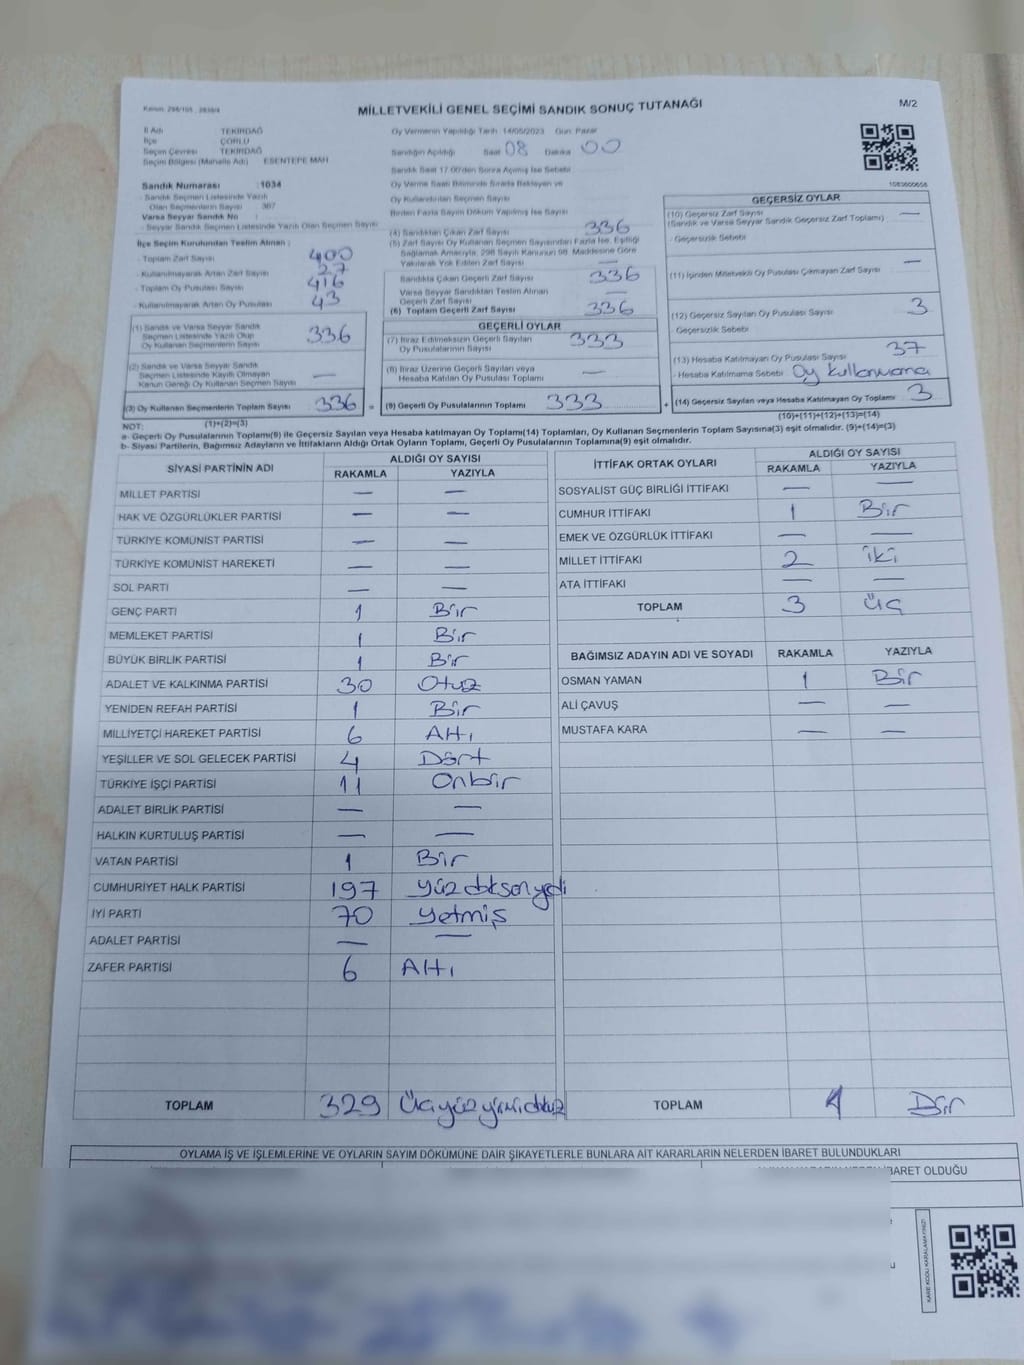 MİLLETVEKİLİ GENEL SEÇİMİ SANDIK SONUÇ TUTANAĞI
M/2
İl Adı TEKİRDAĞ
İlçe ÇORLU
Seçim Çevresi TEKİRDAĞ
Seçim Bölgesi (Mahalle Adı) ESENTEPE MAH
Oy Vermenin Yapıldığı Tarih 14/05/2023 Gün: Pazar
Sandığın Açıldığı Saat 08 Dakika 00
Sandık Saat 17:00'den Sonra Açılmış İse Sebebi
Oy Verme Saati Bitiminde Sırada Bekleyen ve
Oy Kullandırılan Seçmen Sayısı
Birden Fazla Sayım Döküm Yapılmış İse Sayısı
Sandık Numarası : 1034
- Sandık Seçmen Listesinde Yazılı
Olan Seçmenlerin Sayısı : 387
Varsa Seyyar Sandık No :
- Seyyar Sandık Seçmen Listesinde Yazılı Olan Seçmen Sayısı
İlçe Seçim Kurulundan Teslim Alınan ;
- Toplam Zarf Sayısı 400
- Kullanılmayarak Artan Zarf Sayısı 27
- Toplam Oy Pusulası Sayısı 416
- Kullanılmayarak Artan Oy Pusulası 43
(1) Sandık ve Varsa Seyyar Sandık
Seçmen Listesinde Yazılı Olup
Oy Kullanan Seçmenlerin Sayısı 336
(2) Sandık ve Varsa Seyyar Sandık
Seçmen Listesinde Kayıtlı Olmayan
Kanun Gereği Oy Kullanan Seçmen Sayısı —
(3) Oy Kullanan Seçmenlerin Toplam Sayısı 336 =
(1)+(2)=(3)
(4) Sandıktan Çıkan Zarf Sayısı 336
(5) Zarf Sayısı Oy Kullanan Seçmen Sayısından Fazla İse, Eşitliği
Sağlamak Amacıyla, 298 Sayılı Kanunun 98. Maddesine Göre
Yakılarak Yok Edilen Zarf Sayısı —
Sandıkta Çıkan Geçerli Zarf Sayısı 336
Varsa Seyyar Sandıktan Teslim Alınan
Geçerli Zarf Sayısı —
(6) Toplam Geçerli Zarf Sayısı 336
GEÇERLİ OYLAR
(7) İtiraz Edilmeksizin Geçerli Sayılan
Oy Pusulalarının Sayısı 333
(8) İtiraz Üzerine Geçerli Sayılan veya
Hesaba Katılan Oy Pusulası Toplamı —
(9) Geçerli Oy Pusulalarının Toplamı 333 +
1083600658
GEÇERSİZ OYLAR
(10) Geçersiz Zarf Sayısı
(Sandık ve Varsa Seyyar Sandık Geçersiz Zarf Toplamı) —
- Geçersizlik Sebebi
(11) İçinden Milletvekili Oy Pusulası Çıkmayan Zarf Sayısı —
(12) Geçersiz Sayılan Oy Pusulası Sayısı 3
- Geçersizlik Sebebi
(13) Hesaba Katılmayan Oy Pusulası Sayısı 37
- Hesaba Katılmama Sebebi Oy kullanmama
(14) Geçersiz Sayılan veya Hesaba Katılmayan Oy Toplamı 3
(10)+(11)+(12)+(13)=(14)
NOT:
a- Geçerli Oy Pusulalarının Toplamı(9) ile Geçersiz Sayılan veya Hesaba katılmayan Oy Toplamı(14) Toplamları, Oy Kullanan Seçmenlerin Toplam Sayısına(3) eşit olmalıdır. (9)+(14)=(3)
b- Siyasi Partilerin, Bağımsız Adayların ve İttifakların Aldığı Ortak Oyların Toplamı, Geçerli Oy Pusulalarının Toplamına(9) eşit olmalıdır.
SİYASİ PARTİNİN ADI ALDIĞI OY SAYISI
RAKAMLA YAZIYLA
MİLLET PARTİSİ — —
HAK VE ÖZGÜRLÜKLER PARTİSİ — —
TÜRKİYE KOMÜNİST PARTİSİ — —
TÜRKİYE KOMÜNİST HAREKETİ — —
SOL PARTİ — —
GENÇ PARTİ 1 Bir
MEMLEKET PARTİSİ 1 Bir
BÜYÜK BİRLİK PARTİSİ 1 Bir
ADALET VE KALKINMA PARTİSİ 30 Otuz
YENİDEN REFAH PARTİSİ 1 Bir
MİLLİYETÇİ HAREKET PARTİSİ 6 Altı
YEŞİLLER VE SOL GELECEK PARTİSİ 4 Dört
TÜRKİYE İŞÇİ PARTİSİ 11 Onbir
ADALET BİRLİK PARTİSİ — —
HALKIN KURTULUŞ PARTİSİ — —
VATAN PARTİSİ 1 Bir
CUMHURİYET HALK PARTİSİ 197 yüzdoksanyedi
İYİ PARTİ 70 yetmiş
ADALET PARTİSİ — —
ZAFER PARTİSİ 6 Altı
TOPLAM 329 Üçyüzyirmidokuz
İTTİFAK ORTAK OYLARI ALDIĞI OY SAYISI
RAKAMLA YAZIYLA
SOSYALİST GÜÇ BİRLİĞİ İTTİFAKI — —
CUMHUR İTTİFAKI 1 Bir
EMEK VE ÖZGÜRLÜK İTTİFAKI — —
MİLLET İTTİFAKI 2 iki
ATA İTTİFAKI — —
TOPLAM 3 Üç
BAĞIMSIZ ADAYIN ADI VE SOYADI RAKAMLA YAZIYLA
OSMAN YAMAN 1 Bir
ALİ ÇAVUŞ — —
MUSTAFA KARA — —
TOPLAM 1 Bir
OYLAMA İŞ VE İŞLEMLERİNE VE OYLARIN SAYIM DÖKÜMÜNE DAİR ŞİKAYETLERLE BUNLARA AİT KARARLARIN NELERDEN İBARET BULUNDUKLARI
İBARET OLDUĞU
KARE KODU KARALAMAYINIZ!